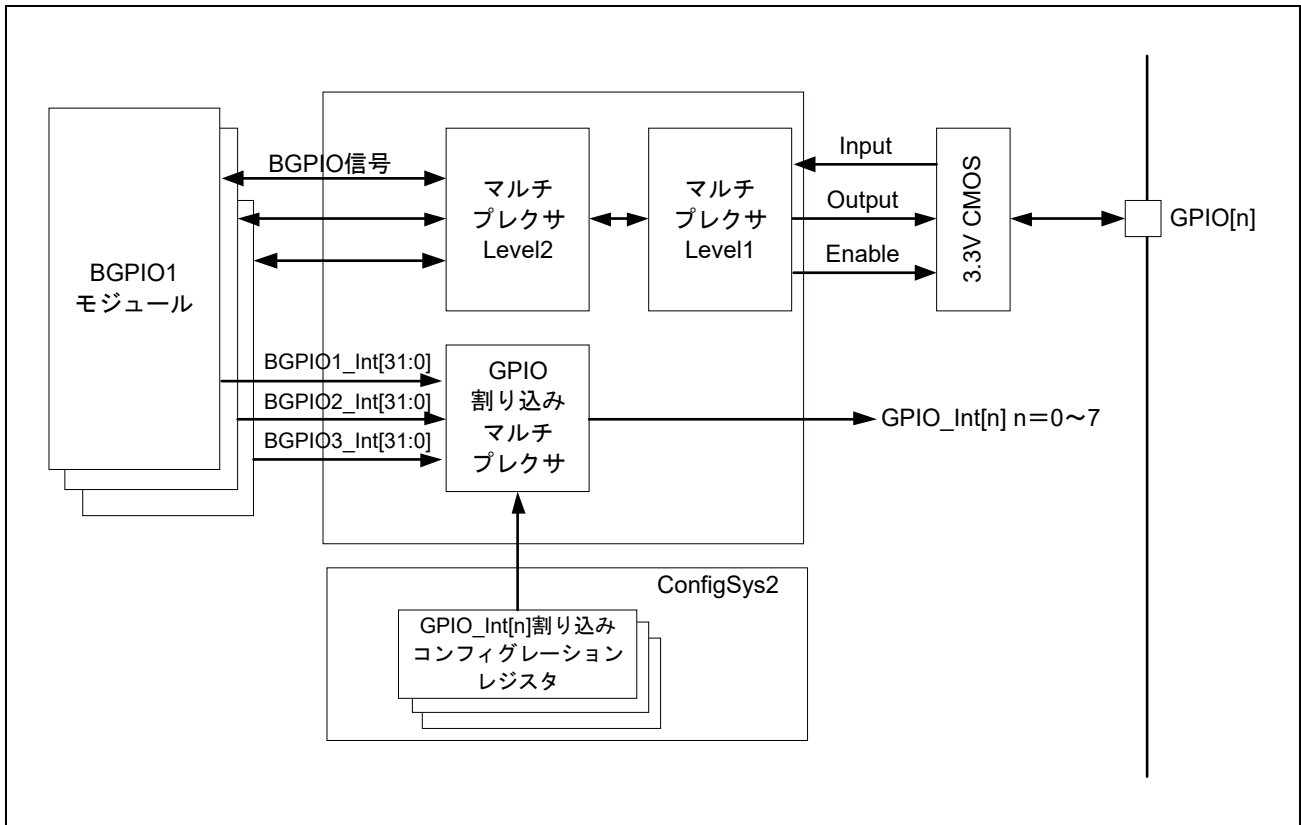 BGPIO1
モジュール
BGPIO信号
マルチ
プレクサ
Level2
マルチ
プレクサ
Level1
Input
Output
Enable
3.3V CMOS
GPIO[n]
BGPIO1_Int[31:0]
BGPIO2_Int[31:0]
BGPIO3_Int[31:0]
GPIO
割り込み
マルチ
プレクサ
GPIO_Int[n] n＝0～7
ConfigSys2
GPIO_Int[n]割り込み
コンフィグレーション
レジスタ